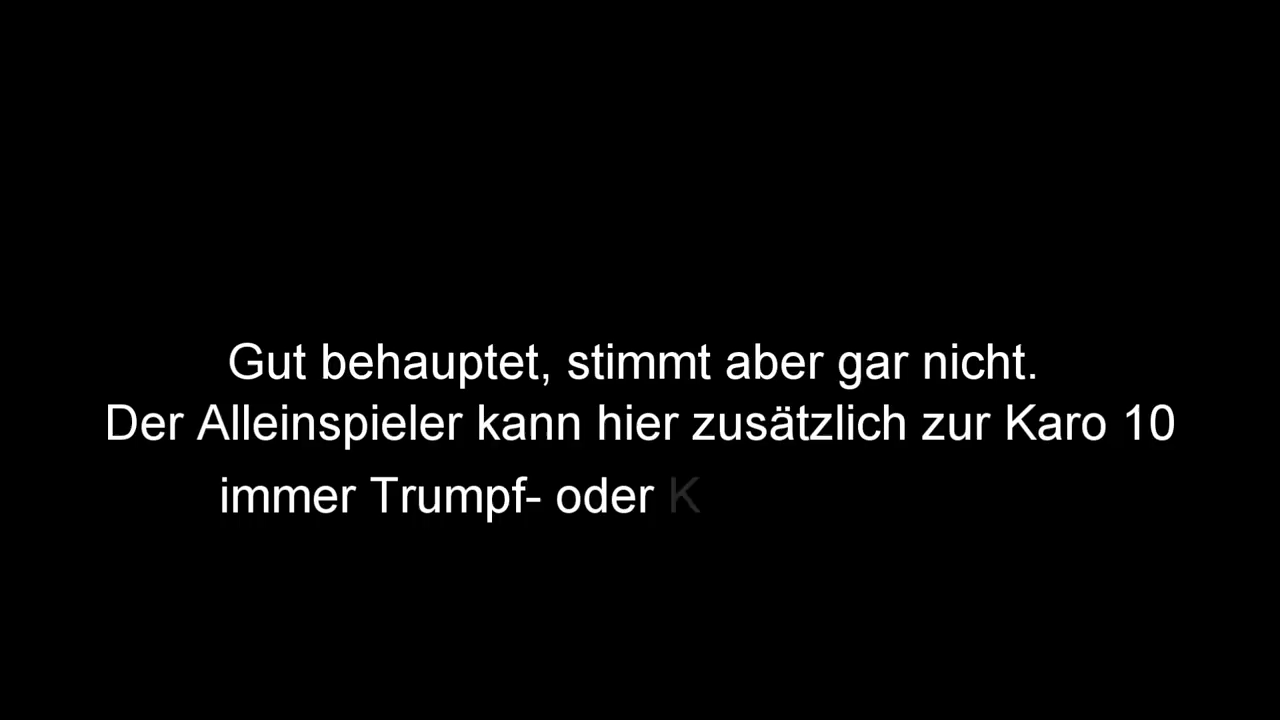 Gut behauptet, stimmt aber gar nicht.
Der Alleinspieler kann hier zusätzlich zur Karo 10
immer Trumpf- oder K